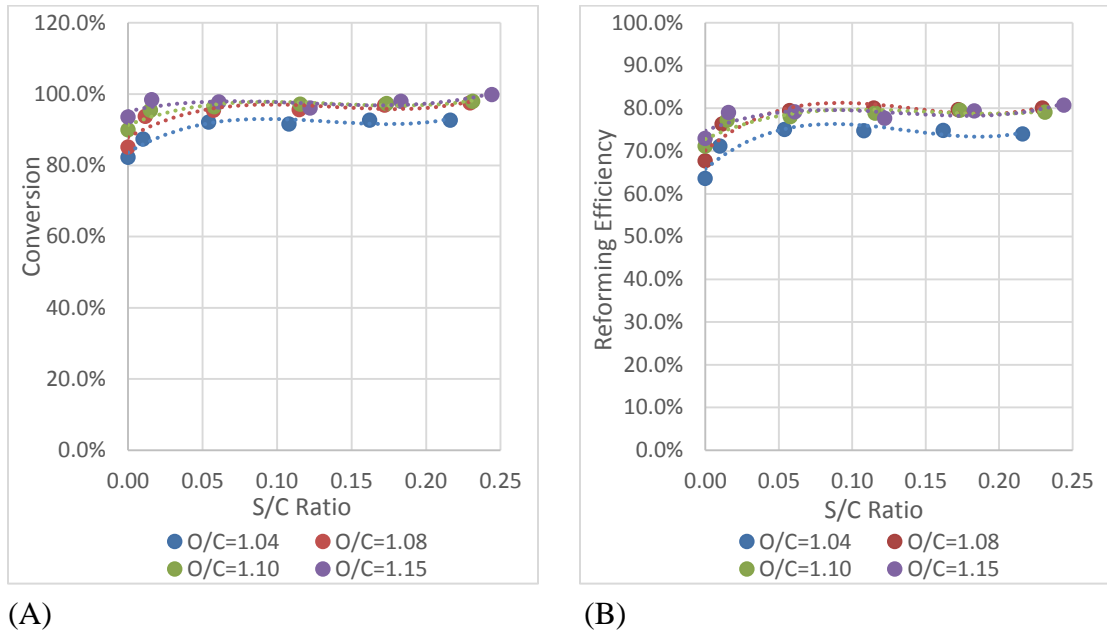 120.0%
100.0%
80.0%
60.0%
40.0%
20.0%
0.0%
Conversion
0.00 0.05 0.10 0.15 0.20 0.25
S/C Ratio
O/C=1.04 O/C=1.08
O/C=1.10 O/C=1.15
(A)
100.0%
90.0%
80.0%
70.0%
60.0%
50.0%
40.0%
30.0%
20.0%
10.0%
0.0%
Reforming Efficiency
0.00 0.05 0.10 0.15 0.20 0.25
S/C Ratio
O/C=1.04 O/C=1.08
O/C=1.10 O/C=1.15
(B)